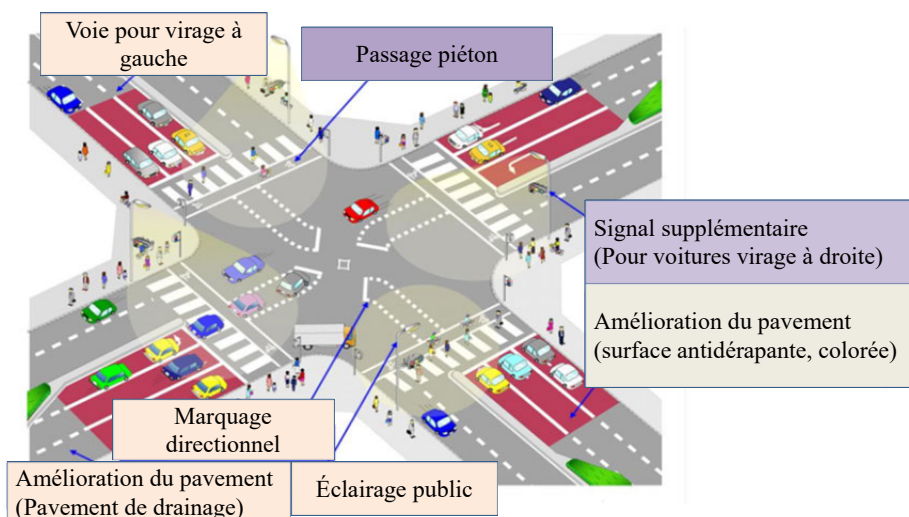 Voie pour virage à
gauche
Passage piéton
Signal supplémentaire
(Pour voitures virage à droite)
Amélioration du pavement
(surface antidérapante, colorée)
Marquage
directionnel
Amélioration du pavement
(Pavement de drainage)
Éclairage public